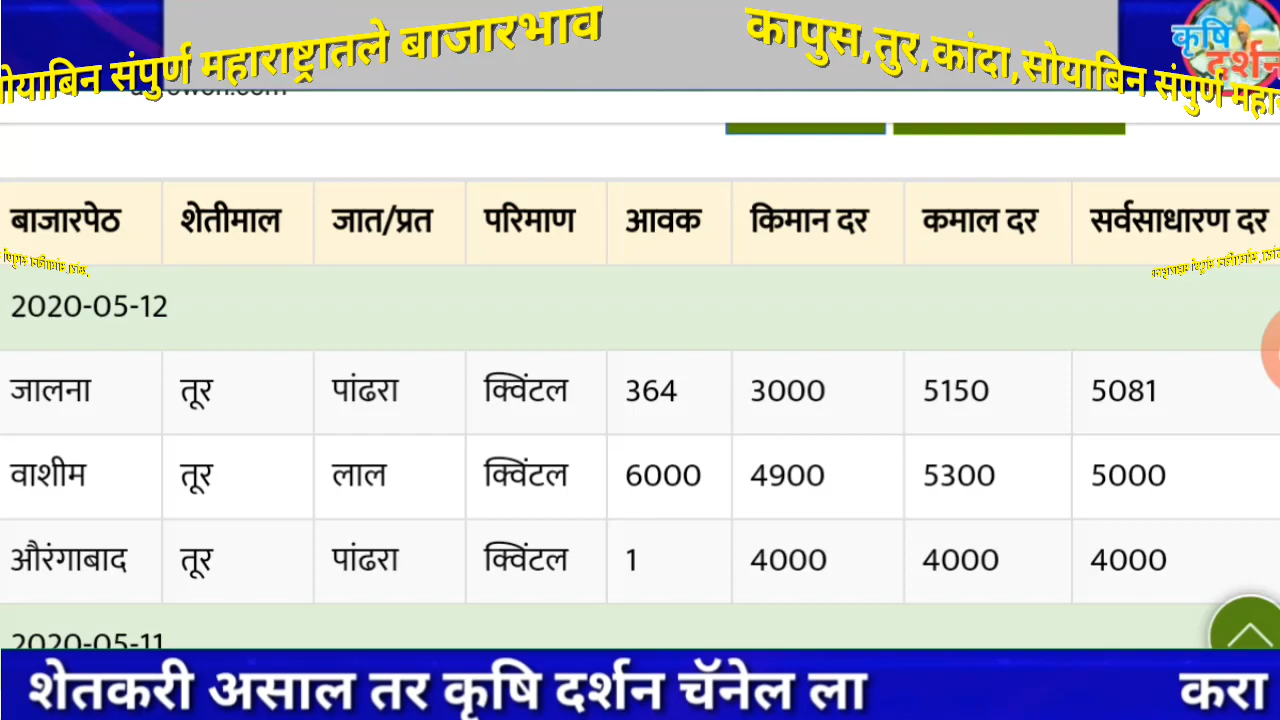 सोयाबिन संपुर्ण महाराष्ट्रातले बाजारभाव कापुस,तुर,कांदा,सोयाबिन संपुर्ण
कृषि
दर्शन
बाजारपेठ शेतीमाल जात/प्रत परिमाण आवक किमान दर कमाल दर सर्वसाधारण दर
2020-05-12
जालना तूर पांढरा क्विंटल 364 3000 5150 5081
वाशीम तूर लाल क्विंटल 6000 4900 5300 5000
औरंगाबाद तूर पांढरा क्विंटल 1 4000 4000 4000
2020-05-11
शेतकरी असाल तर कृषि दर्शन चॅनेल ला करा